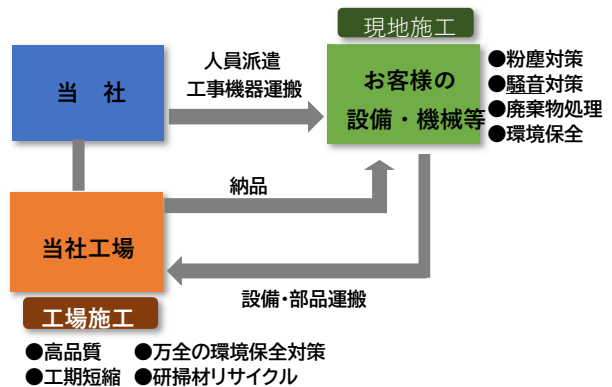 現地施工
人員派遣
工事機器運搬
当　社
お客様の
設備・機械等
●粉塵対策
●騒音対策
●廃棄物処理
●環境保全
納品
当社工場
設備・部品運搬
工場施工
●高品質　●万全の環境保全対策
●工期短縮　●研掃材リサイクル